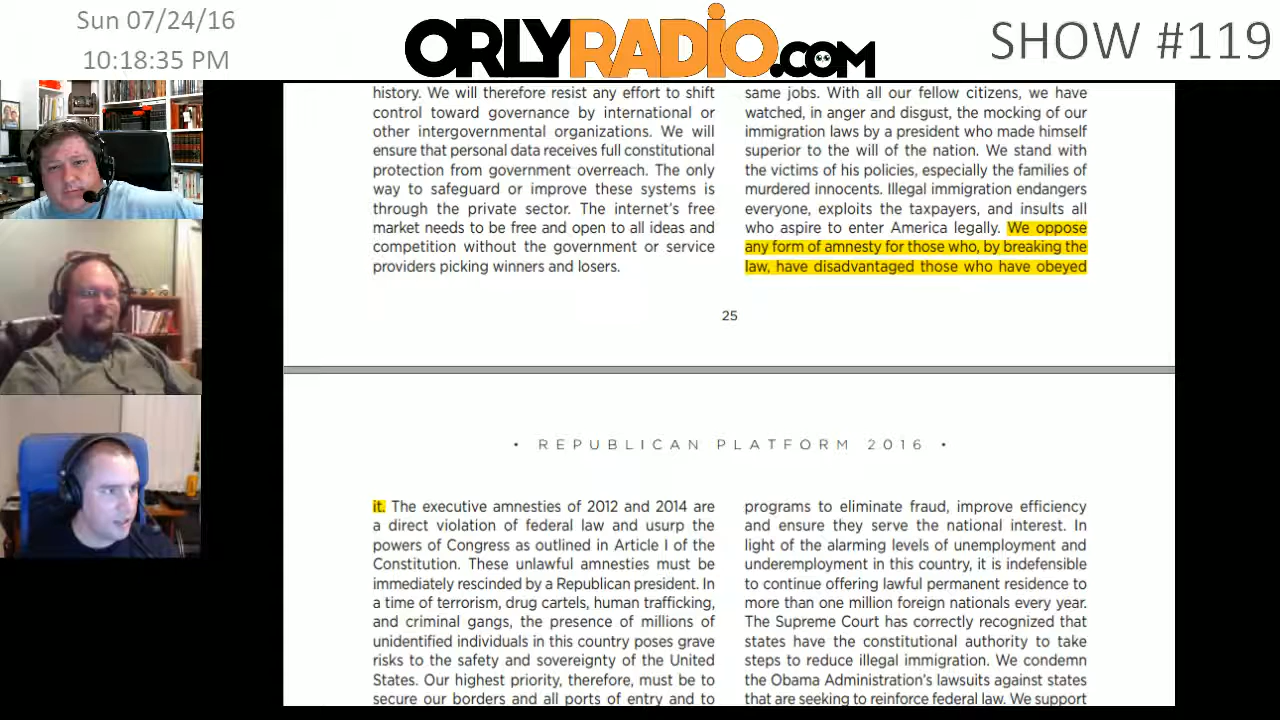 Sun 07/24/16
10:18:35 PM
ORLYRADIO.COM
SHOW #119
history. We will therefore resist any effort to shift
control toward governance by international or
other intergovernmental organizations. We will
ensure that personal data receives full constitutional
protection from government overreach. The only
way to safeguard or improve these systems is
through the private sector. The internet's free
market needs to be free and open to all ideas and
competition without the government or service
providers picking winners and losers.
same jobs. With all our fellow citizens, we have
watched, in anger and disgust, the mocking of our
immigration laws by a president who made himself
superior to the will of the nation. We stand with
the victims of his policies, especially the families of
murdered innocents. Illegal immigration endangers
everyone, exploits the taxpayers, and insults all
who aspire to enter America legally. We oppose
any form of amnesty for those who, by breaking the
law, have disadvantaged those who have obeyed
25
• REPUBLICAN PLATFORM 2016 •
it. The executive amnesties of 2012 and 2014 are
a direct violation of federal law and usurp the
powers of Congress as outlined in Article I of the
Constitution. These unlawful amnesties must be
immediately rescinded by a Republican president. In
a time of terrorism, drug cartels, human trafficking,
and criminal gangs, the presence of millions of
unidentified individuals in this country poses grave
risks to the safety and sovereignty of the United
States. Our highest priority, therefore, must be to
secure our borders and all ports of entry and to
programs to eliminate fraud, improve efficiency
and ensure they serve the national interest. In
light of the alarming levels of unemployment and
underemployment in this country, it is indefensible
to continue offering lawful permanent residence to
more than one million foreign nationals every year.
The Supreme Court has correctly recognized that
states have the constitutional authority to take
steps to reduce illegal immigration. We condemn
the Obama Administration's lawsuits against states
that are seeking to reinforce federal law. We support